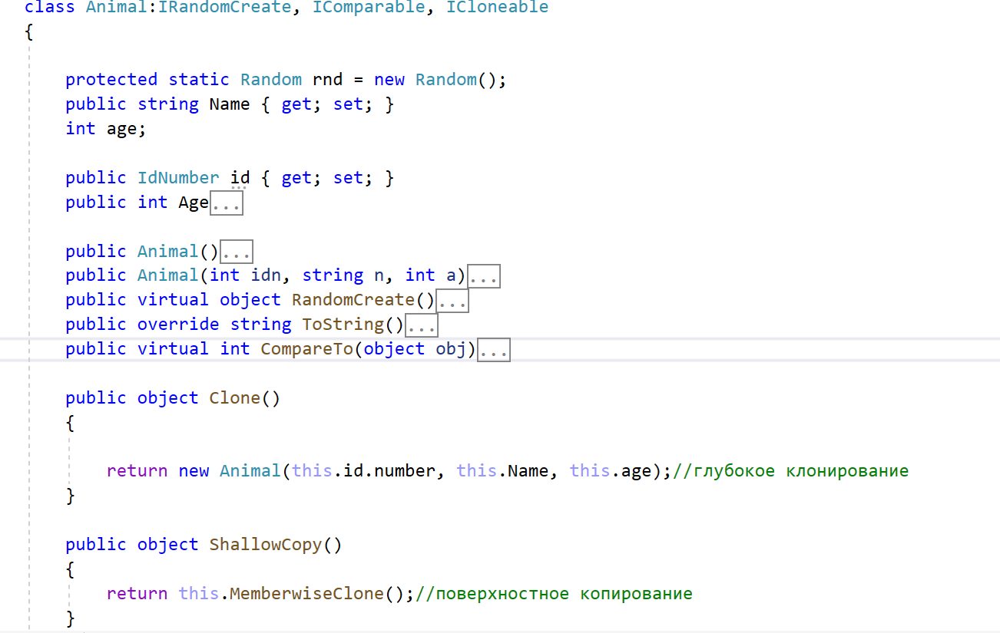 class Animal:IRandomCreate, IComparable, ICloneable
{
protected static Random rnd = new Random();
public string Name { get; set; }
int age;
public IdNumber id { get; set; }
public int Age...
public Animal()...
public Animal(int idn, string n, int a)...
public virtual object RandomCreate()...
public override string ToString()...
public virtual int CompareTo(object obj)...
public object Clone()
{
return new Animal(this.id.number, this.Name, this.age);//глубокое клонирование
}
public object ShallowCopy()
{
return this.MemberwiseClone();//поверхностное копирование
}